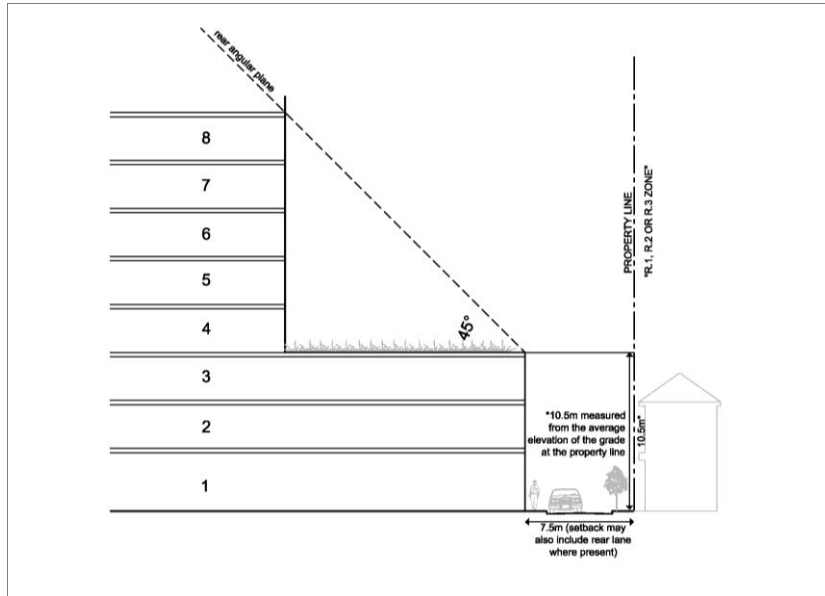 rear angular plane
8
7
6
5
4
3
2
1
45°
PROPERTY LINE
"R.1, R.2 OR R.3 ZONE"
*10.5m measured
from the average
elevation of the grade
at the property line
10.5m*
7.5m (setback may
also include rear lane
where present)